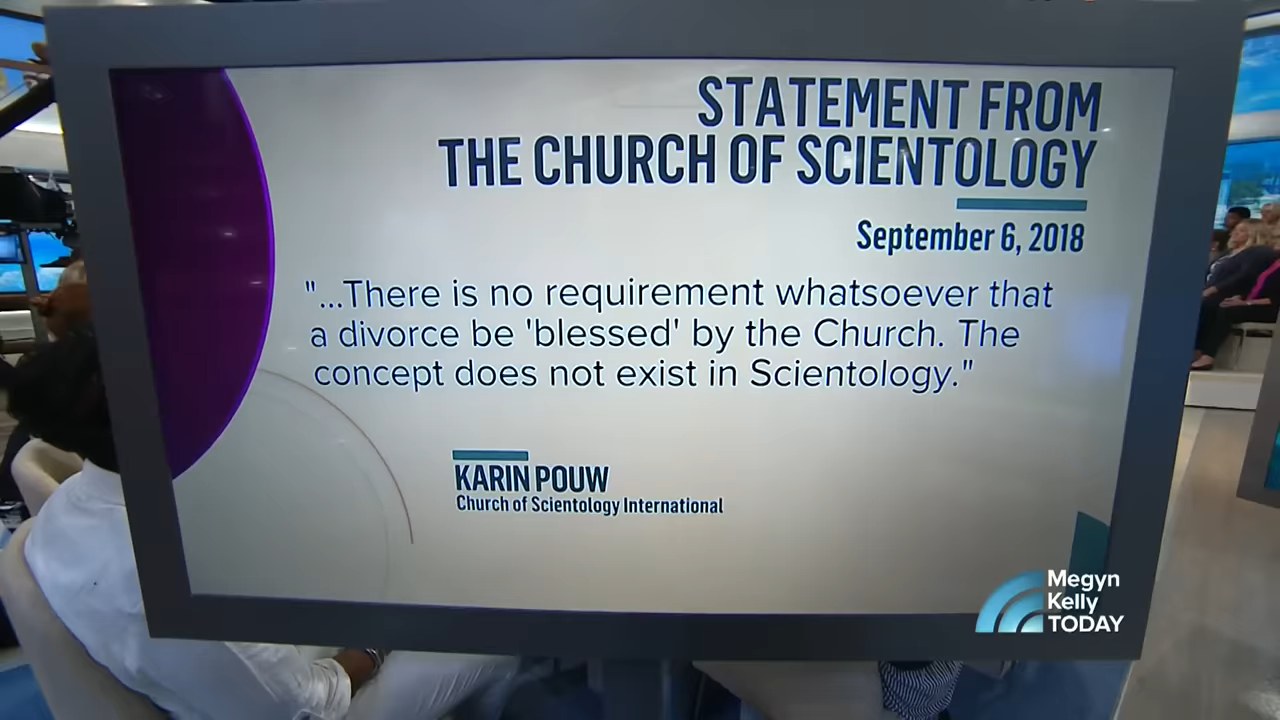 STATEMENT FROM
THE CHURCH OF SCIENTOLOGY
September 6, 2018
"...There is no requirement whatsoever that
a divorce be 'blessed' by the Church. The
concept does not exist in Scientology."
KARIN POUW
Church of Scientology International
Megyn
Kelly
TODAY